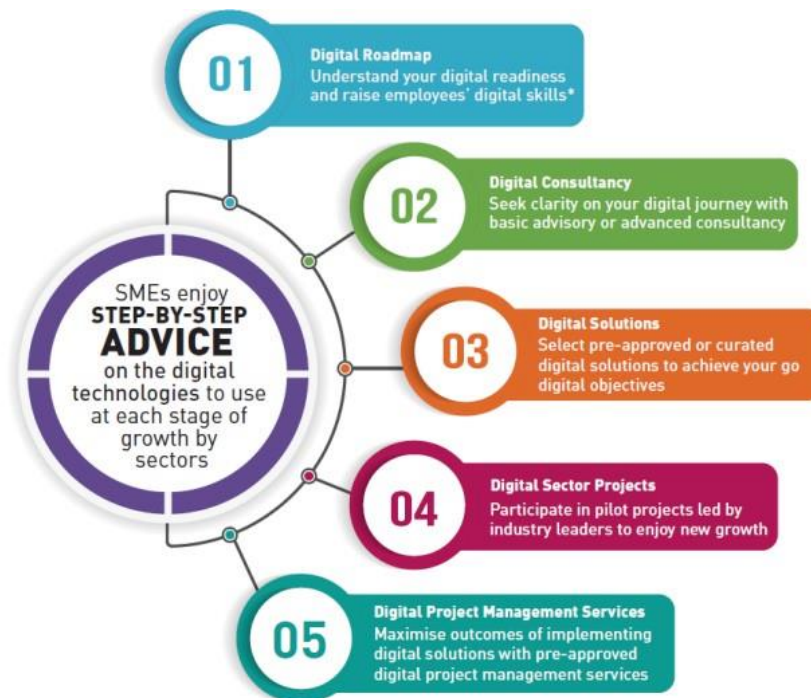 01
Digital Roadmap
Understand your digital readiness
and raise employees' digital skills*
02
Digital Consultancy
Seek clarity on your digital journey with
basic advisory or advanced consultancy
SMEs enjoy
STEP-BY-STEP
ADVICE
on the digital
technologies to use
at each stage of
growth by
sectors
03
Digital Solutions
Select pre-approved or curated
digital solutions to achieve your go
digital objectives
04
Digital Sector Projects
Participate in pilot projects led by
industry leaders to enjoy new growth
05
Digital Project Management Services
Maximise outcomes of implementing
digital solutions with pre-approved
digital project management services